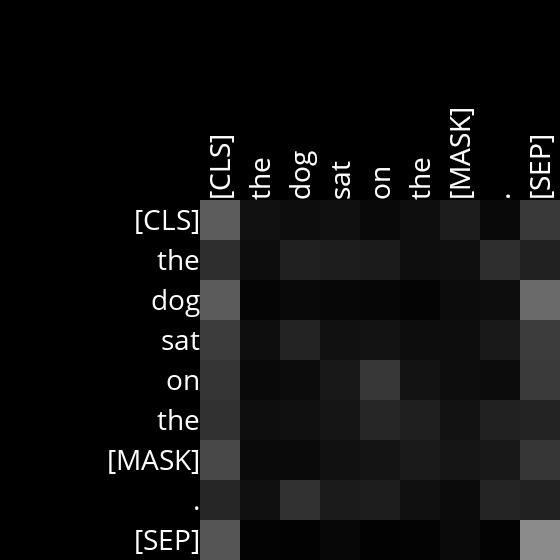 [CLS] the dog sat on the [MASK] . [SEP]
[CLS]
the
dog
sat
on
the
[MASK]
.
[SEP]